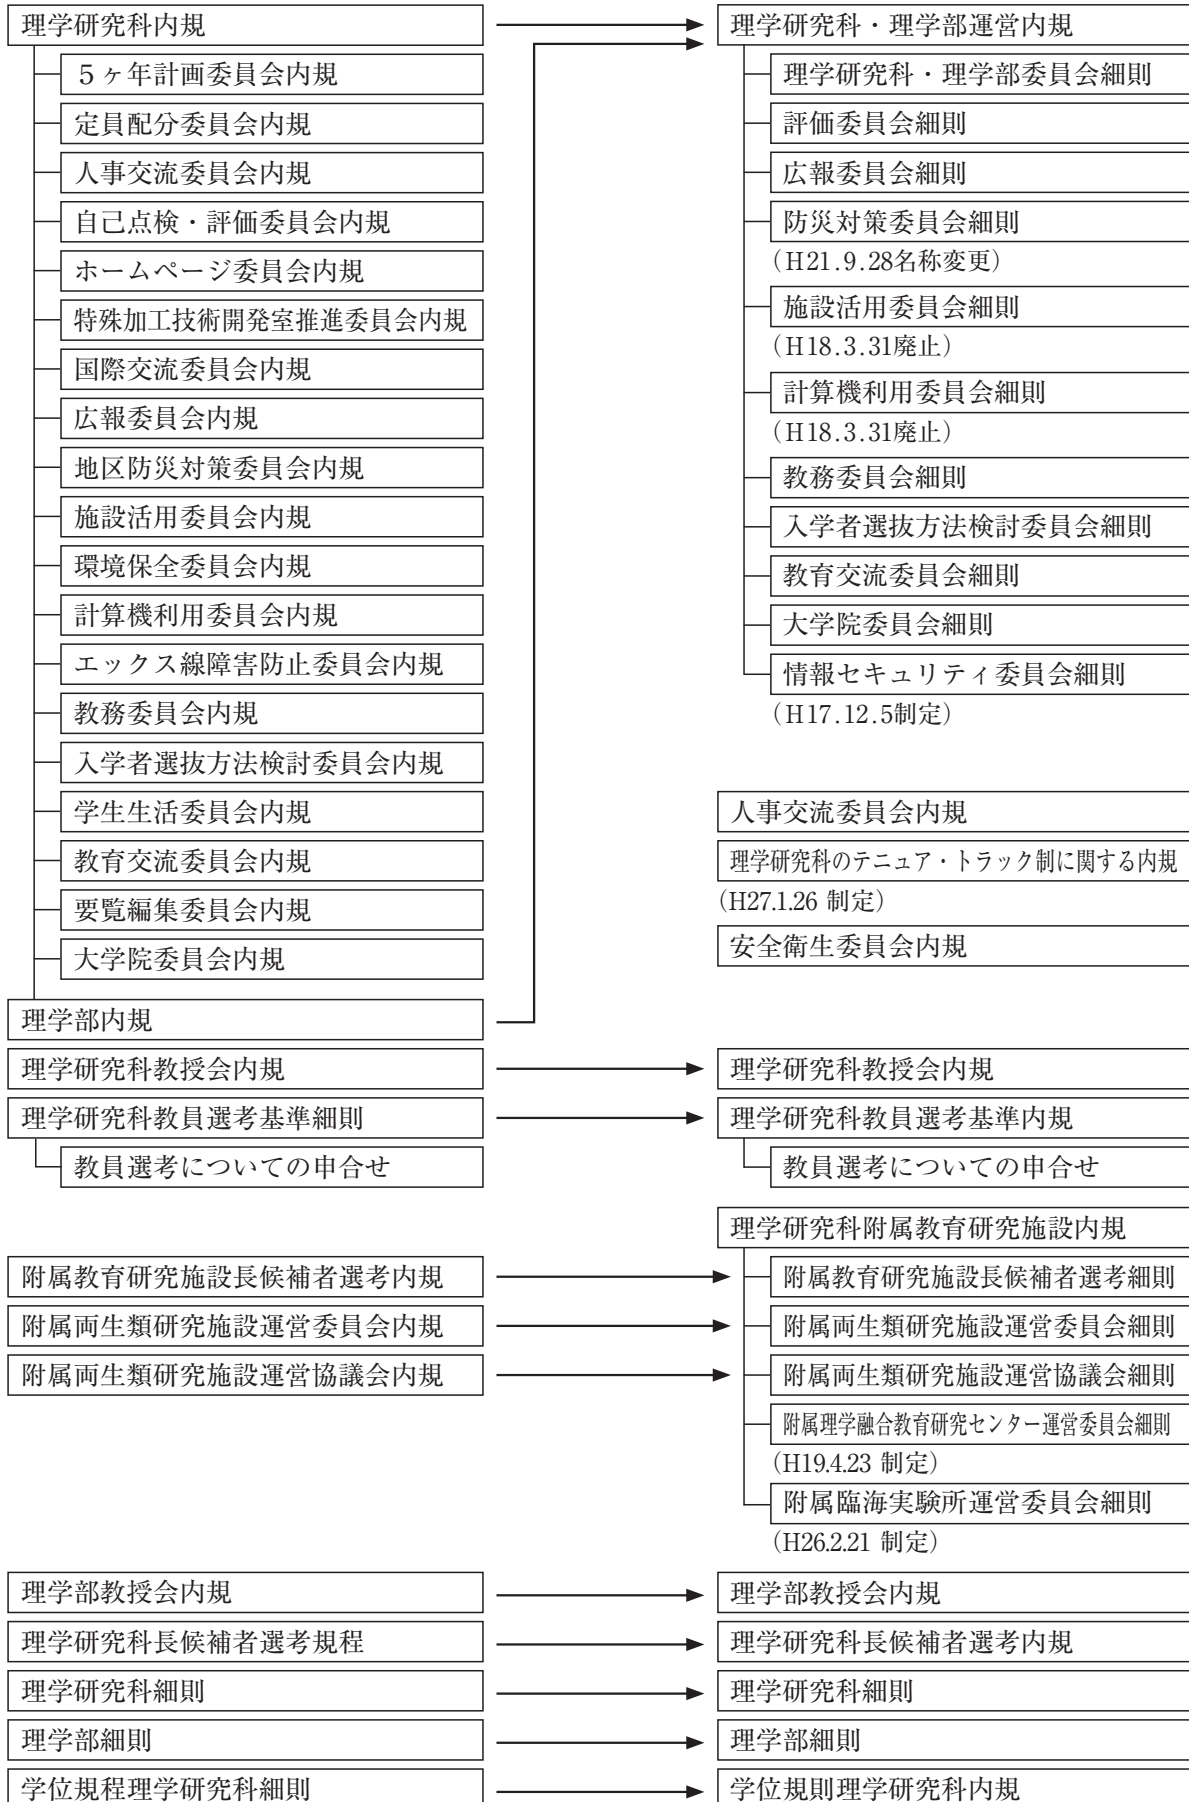 理学研究科内規
５ヶ年計画委員会内規
定員配分委員会内規
人事交流委員会内規
自己点検・評価委員会内規
ホームページ委員会内規
特殊加工技術開発室推進委員会内規
国際交流委員会内規
広報委員会内規
地区防災対策委員会内規
施設活用委員会内規
環境保全委員会内規
計算機利用委員会内規
エックス線障害防止委員会内規
教務委員会内規
入学者選抜方法検討委員会内規
学生生活委員会内規
教育交流委員会内規
要覧編集委員会内規
大学院委員会内規
理学部内規
理学研究科教授会内規
理学研究科教員選考基準細則
教員選考についての申合せ
附属教育研究施設長候補者選考内規
附属両生類研究施設運営委員会内規
附属両生類研究施設運営協議会内規
理学部教授会内規
理学研究科長候補者選考規程
理学研究科細則
理学部細則
学位規程理学研究科細則
理学研究科・理学部運営内規
理学研究科・理学部委員会細則
評価委員会細則
広報委員会細則
防災対策委員会細則
（H21.9.28名称変更）
施設活用委員会細則
（H18.3.31廃止）
計算機利用委員会細則
（H18.3.31廃止）
教務委員会細則
入学者選抜方法検討委員会細則
教育交流委員会細則
大学院委員会細則
情報セキュリティ委員会細則
（H17.12.5制定）
人事交流委員会内規
理学研究科のテニュア・トラック制に関する内規
（H27.1.26 制定）
安全衛生委員会内規
理学研究科教授会内規
理学研究科教員選考基準内規
教員選考についての申合せ
理学研究科附属教育研究施設内規
附属教育研究施設長候補者選考細則
附属両生類研究施設運営委員会細則
附属両生類研究施設運営協議会細則
附属理学融合教育研究センター運営委員会細則
（H19.4.23 制定）
附属臨海実験所運営委員会細則
（H26.2.21 制定）
理学部教授会内規
理学研究科長候補者選考内規
理学研究科細則
理学部細則
学位規則理学研究科内規